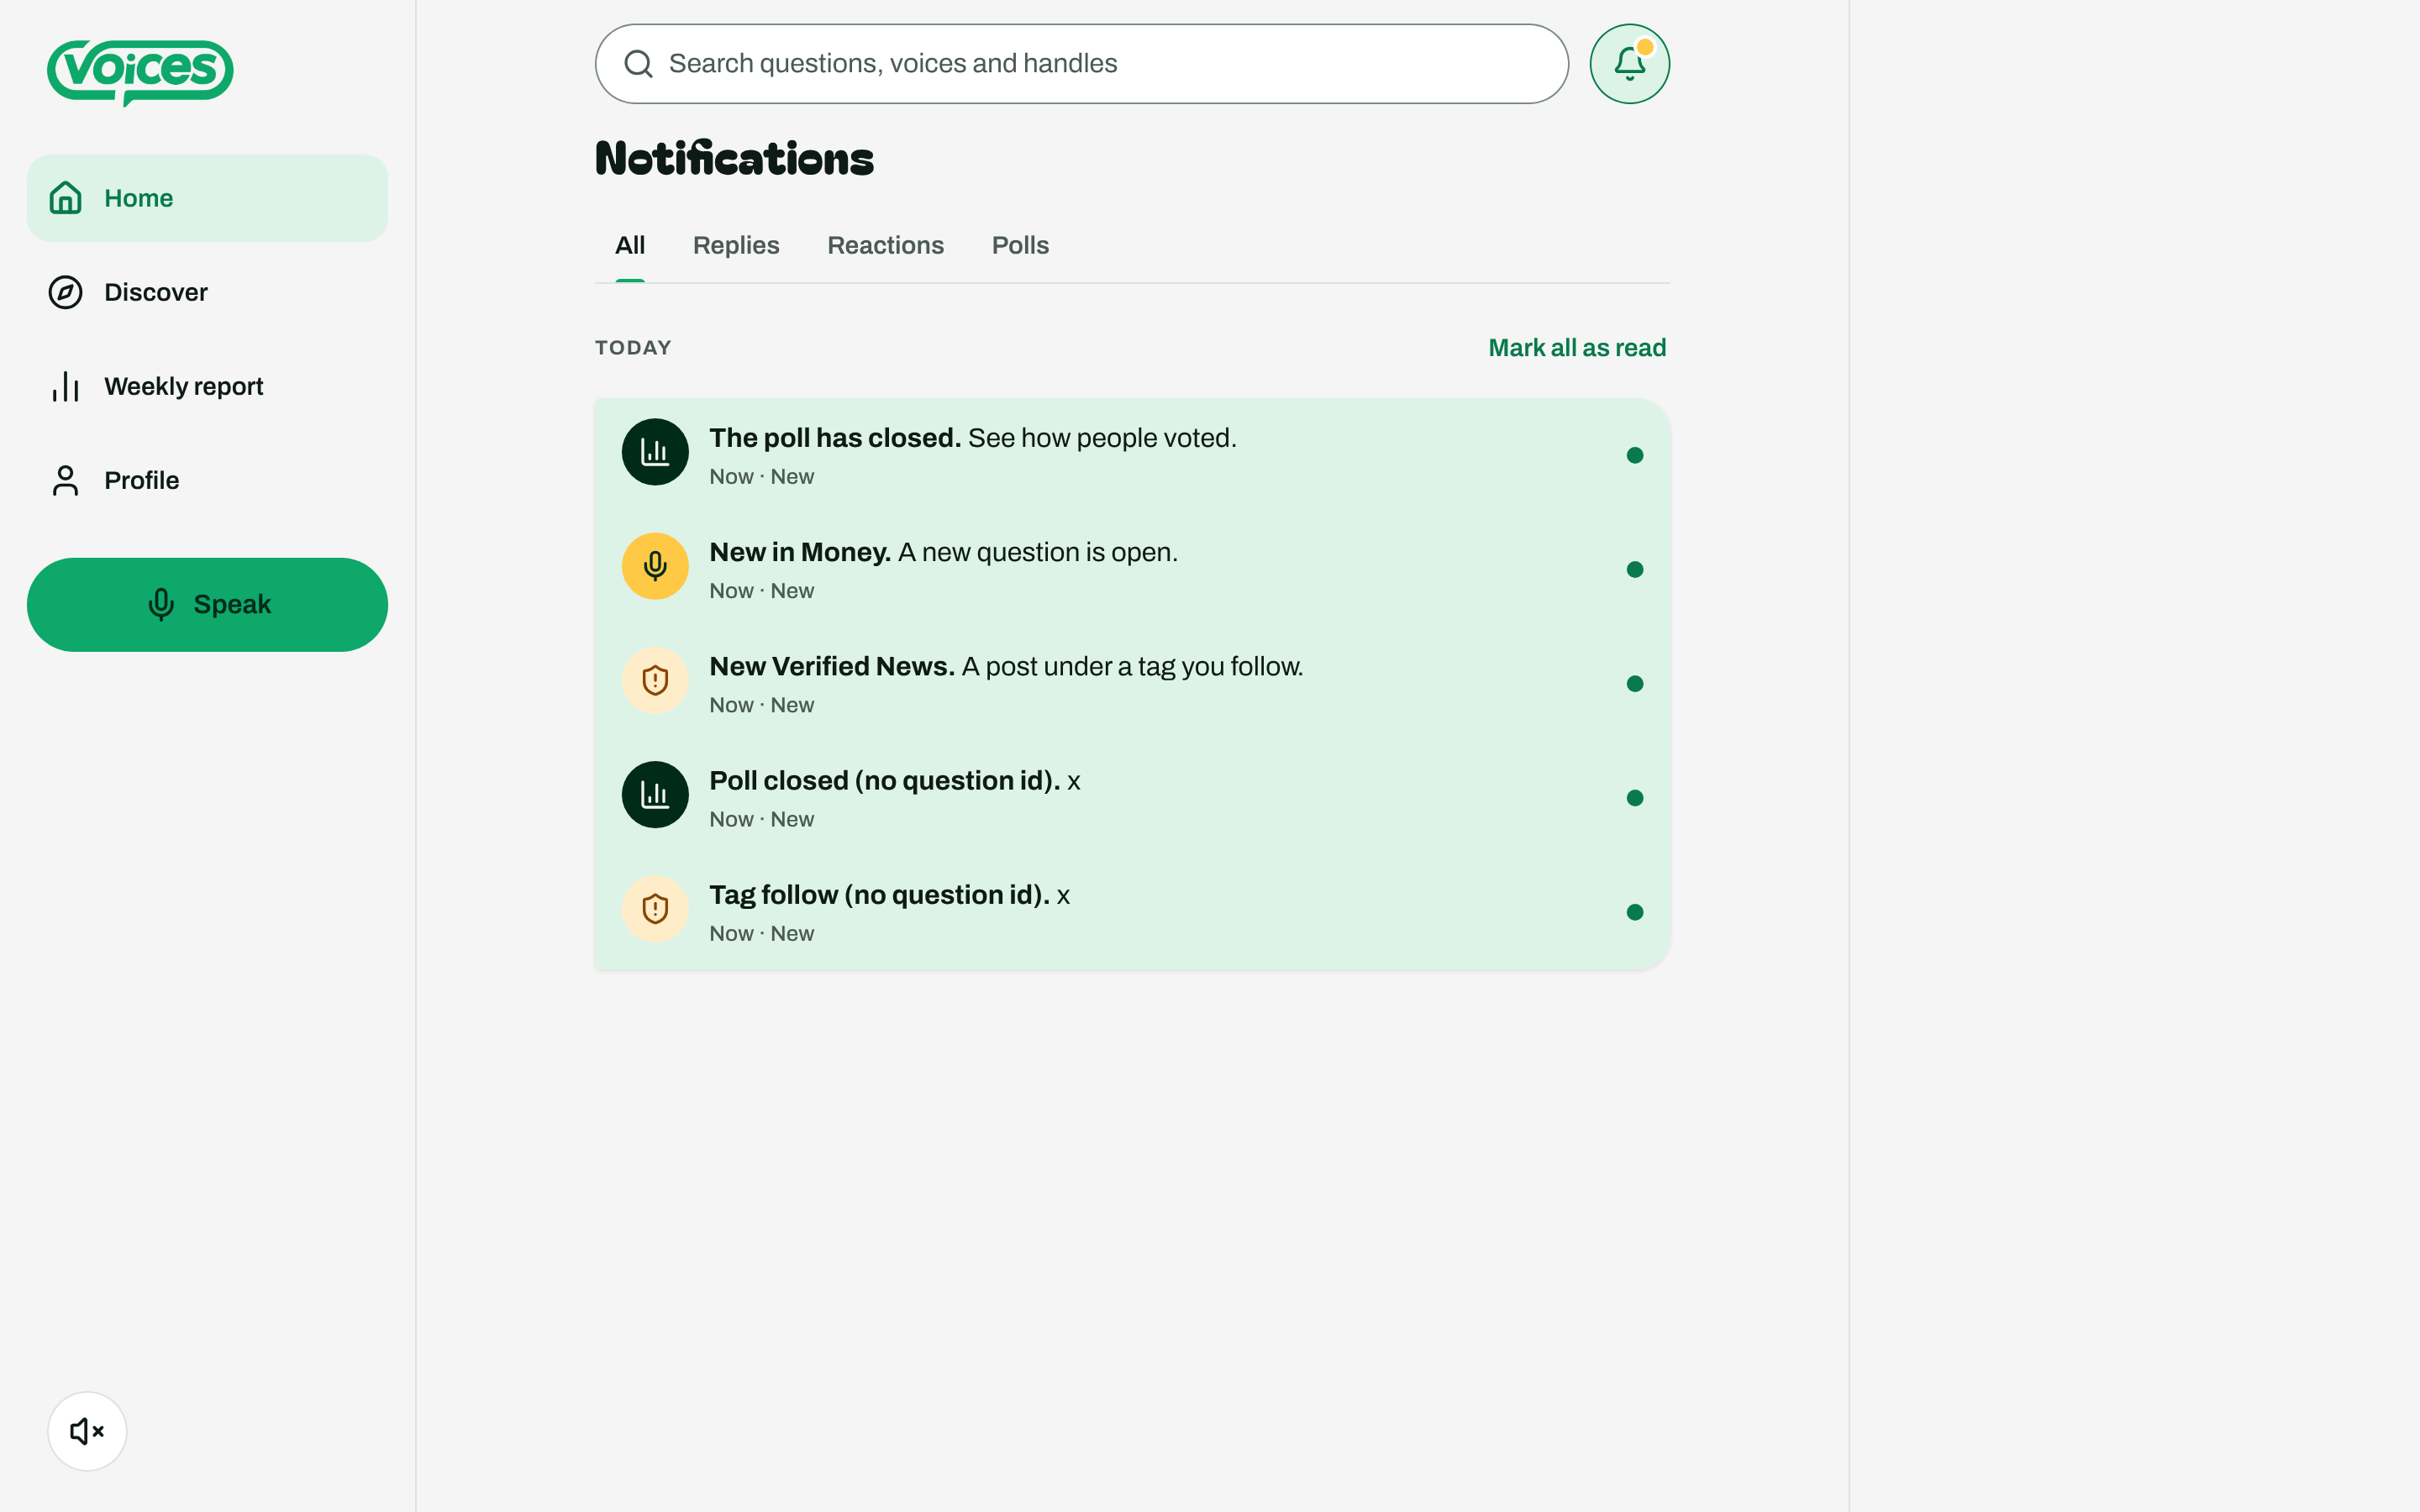 Voices
Search questions, voices and handles
Home
Discover
Weekly report
Profile
Speak
Notifications
All
Replies
Reactions
Polls
TODAY
Mark all as read
The poll has closed. See how people voted.
Now · New
New in Money. A new question is open.
Now · New
New Verified News. A post under a tag you follow.
Now · New
Poll closed (no question id). x
Now · New
Tag follow (no question id). x
Now · New